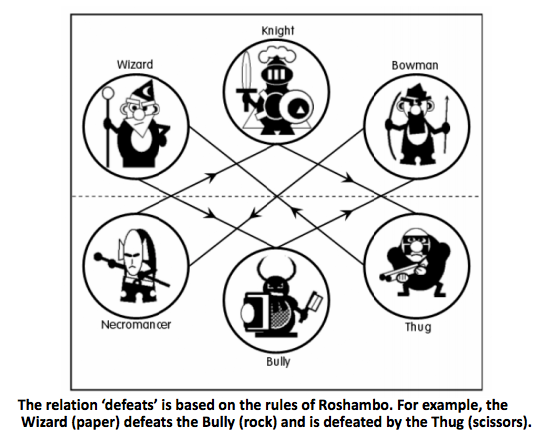 Knight
Wizard
Bowman
Necromancer
Thug
Bully
The relation ‘defeats’ is based on the rules of Roshambo. For example, the
Wizard (paper) defeats the Bully (rock) and is defeated by the Thug (scissors).